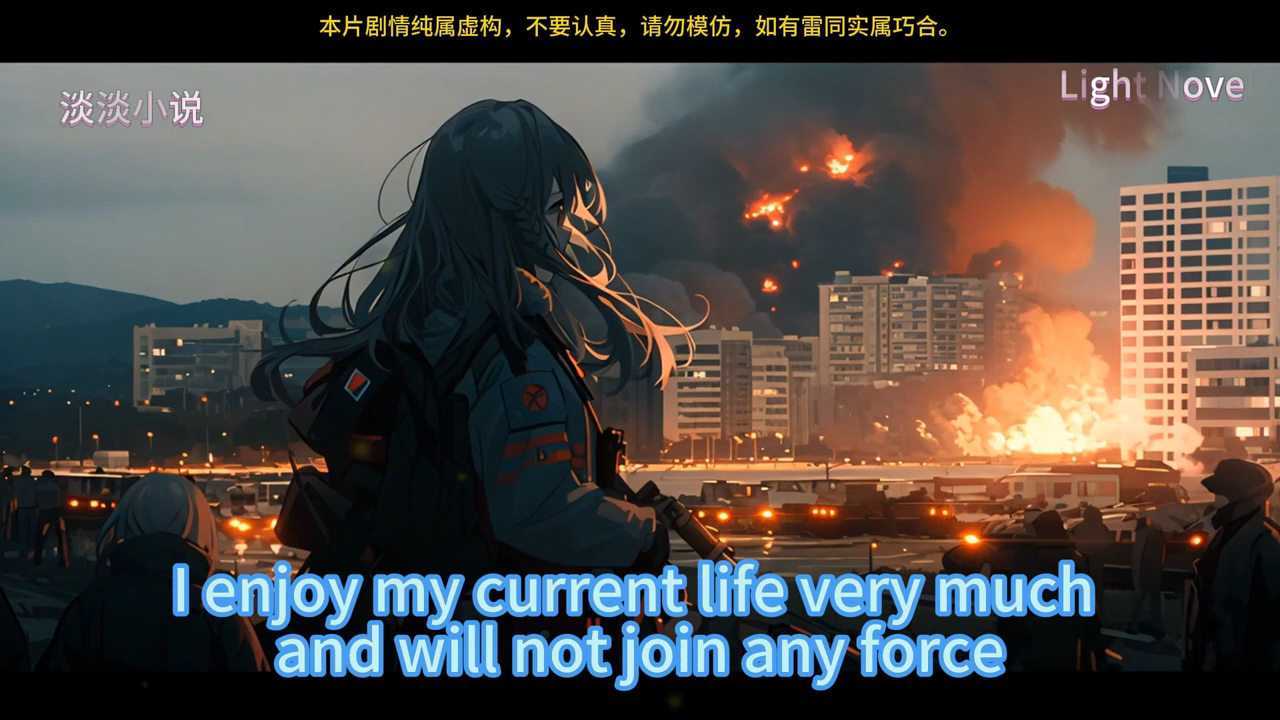 本片剧情纯属虚构，不要认真，请勿模仿，如有雷同实属巧合。
淡淡小说
Light Nove
I enjoy my current life very much
and will not join any force